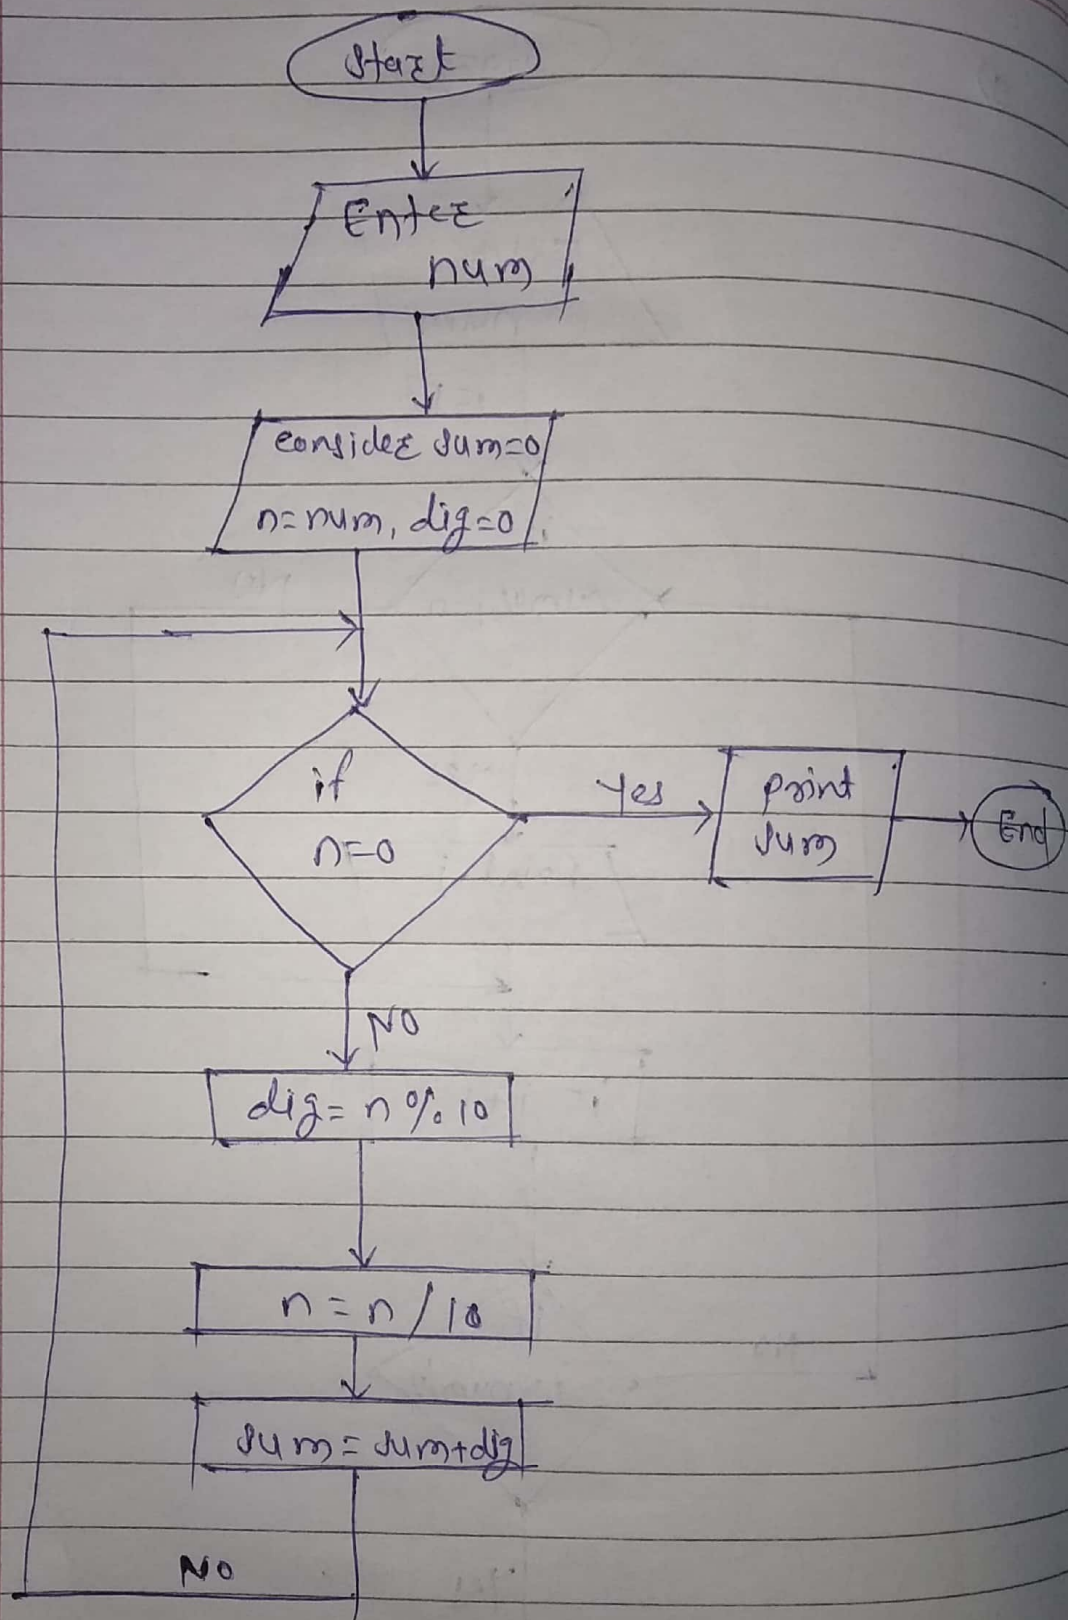 Start
Enter
num
consider sum=0
n=num, dig=0
if
n=0
Yes
print
sum
End
NO
dig=n%10
n=n/10
sum=sum+dig
NO